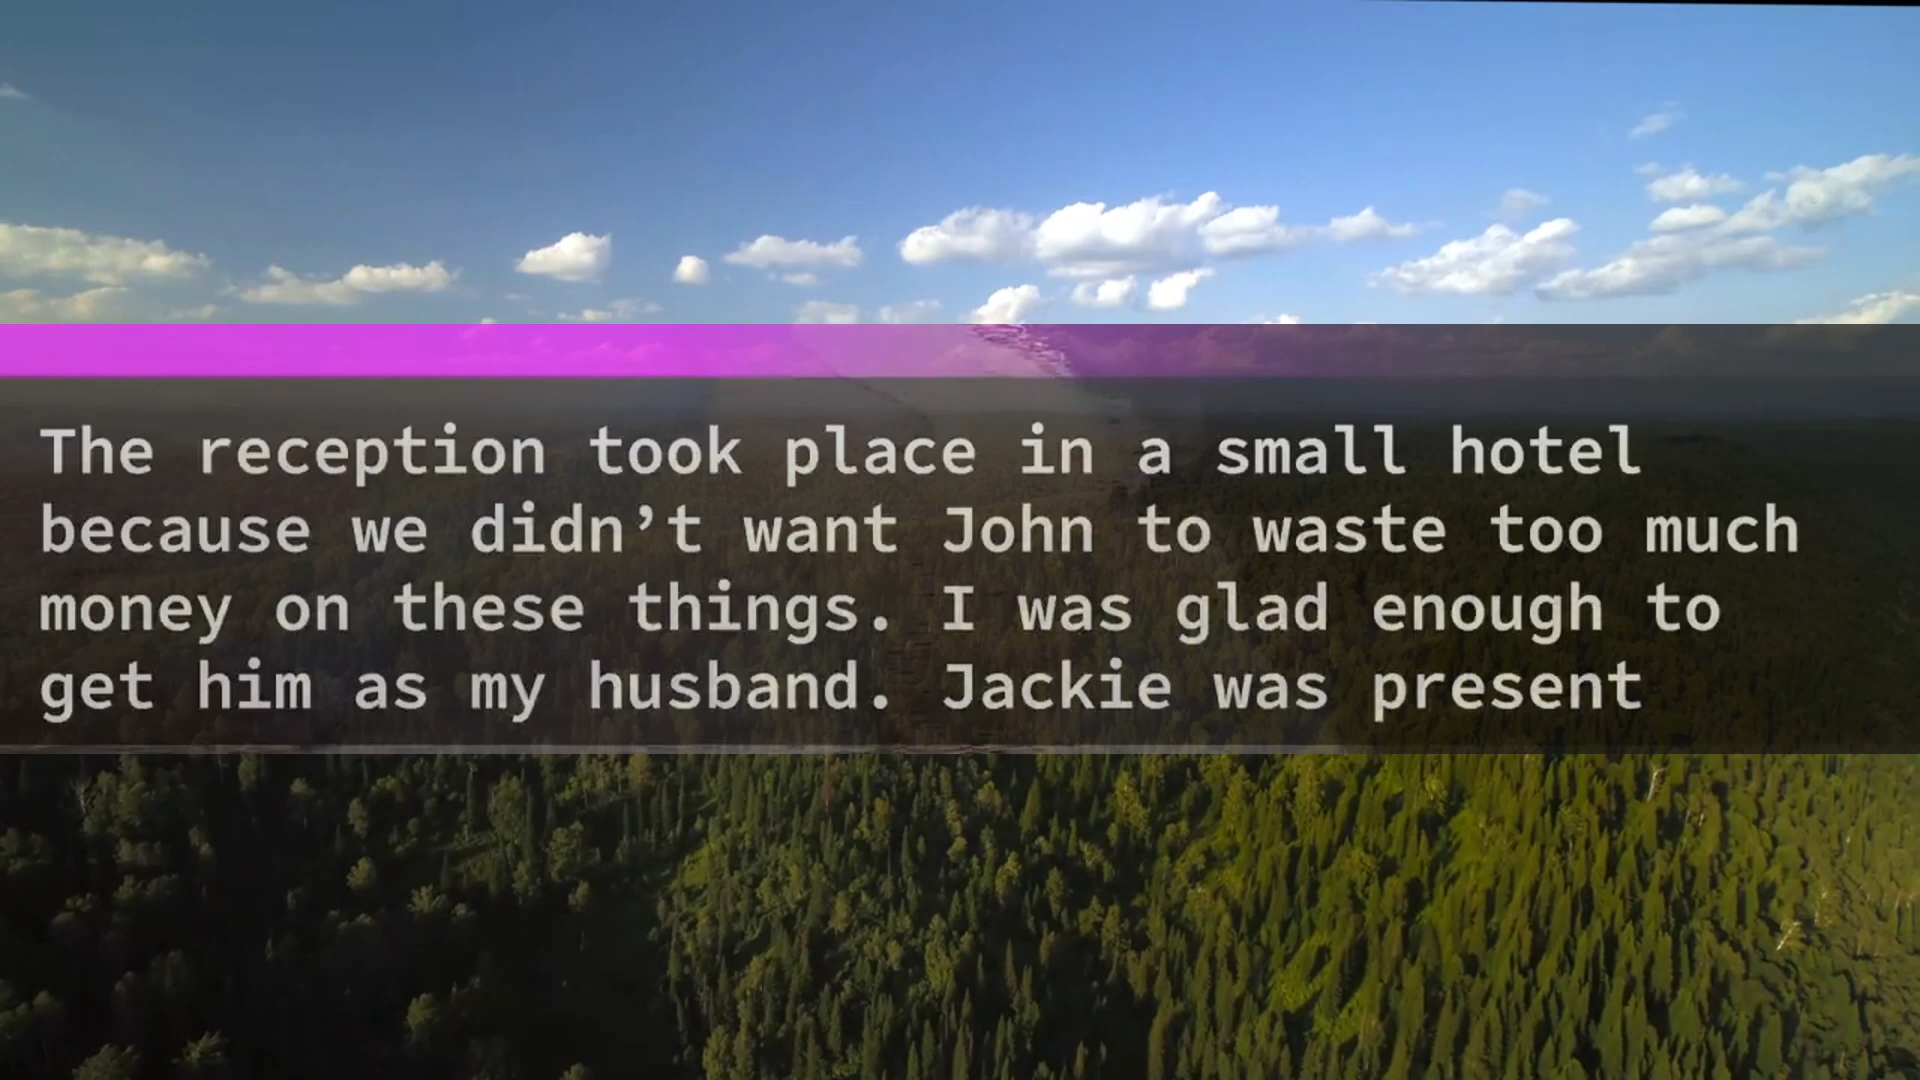 The reception took place in a small hotel
because we didn’t want John to waste too much
money on these things. I was glad enough to
get him as my husband. Jackie was present